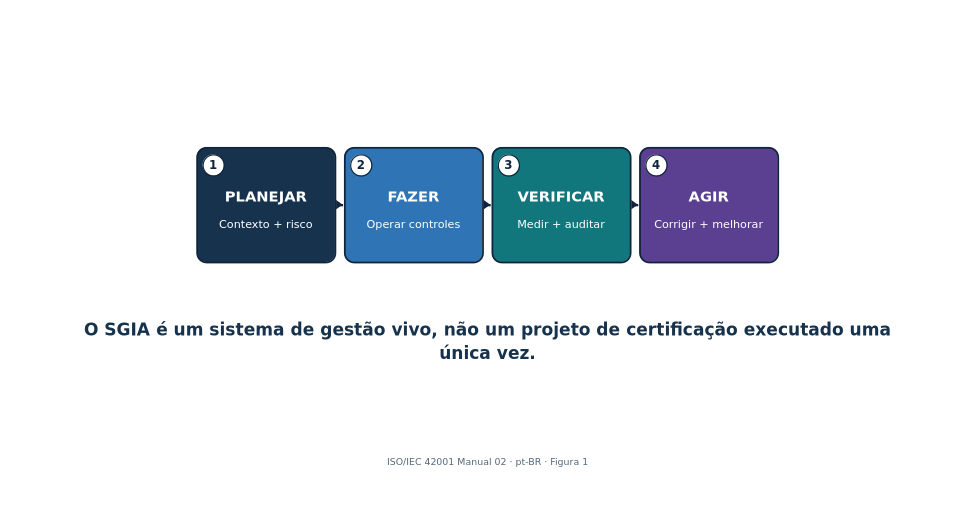 1
PLANEJAR
Contexto + risco
2
FAZER
Operar controles
3
VERIFICAR
Medir + auditar
4
AGIR
Corrigir + melhorar
O SGIA é um sistema de gestão vivo, não um projeto de certificação executado uma
única vez.
ISO/IEC 42001 Manual 02 · pt-BR · Figura 1